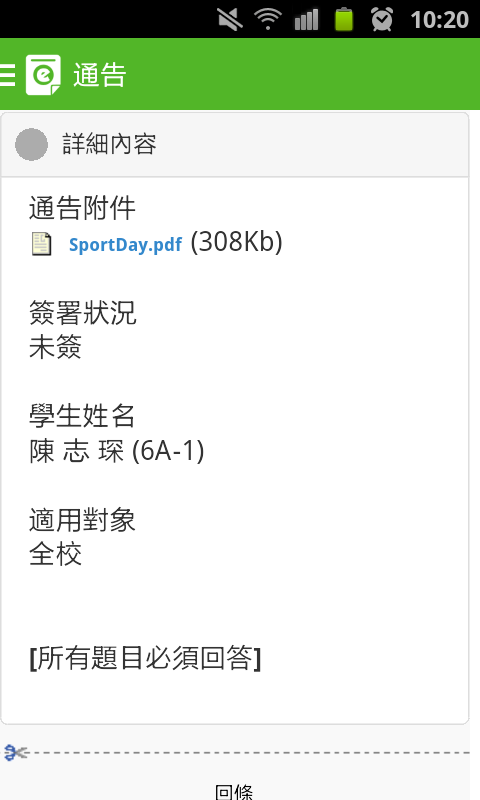 10:20
通告
詳細內容
通告附件
SportDay.pdf (308Kb)
簽署狀況
未簽
學生姓名
陳 志 琛 (6A-1)
適用對象
全校
[所有題目必須回答]
回條